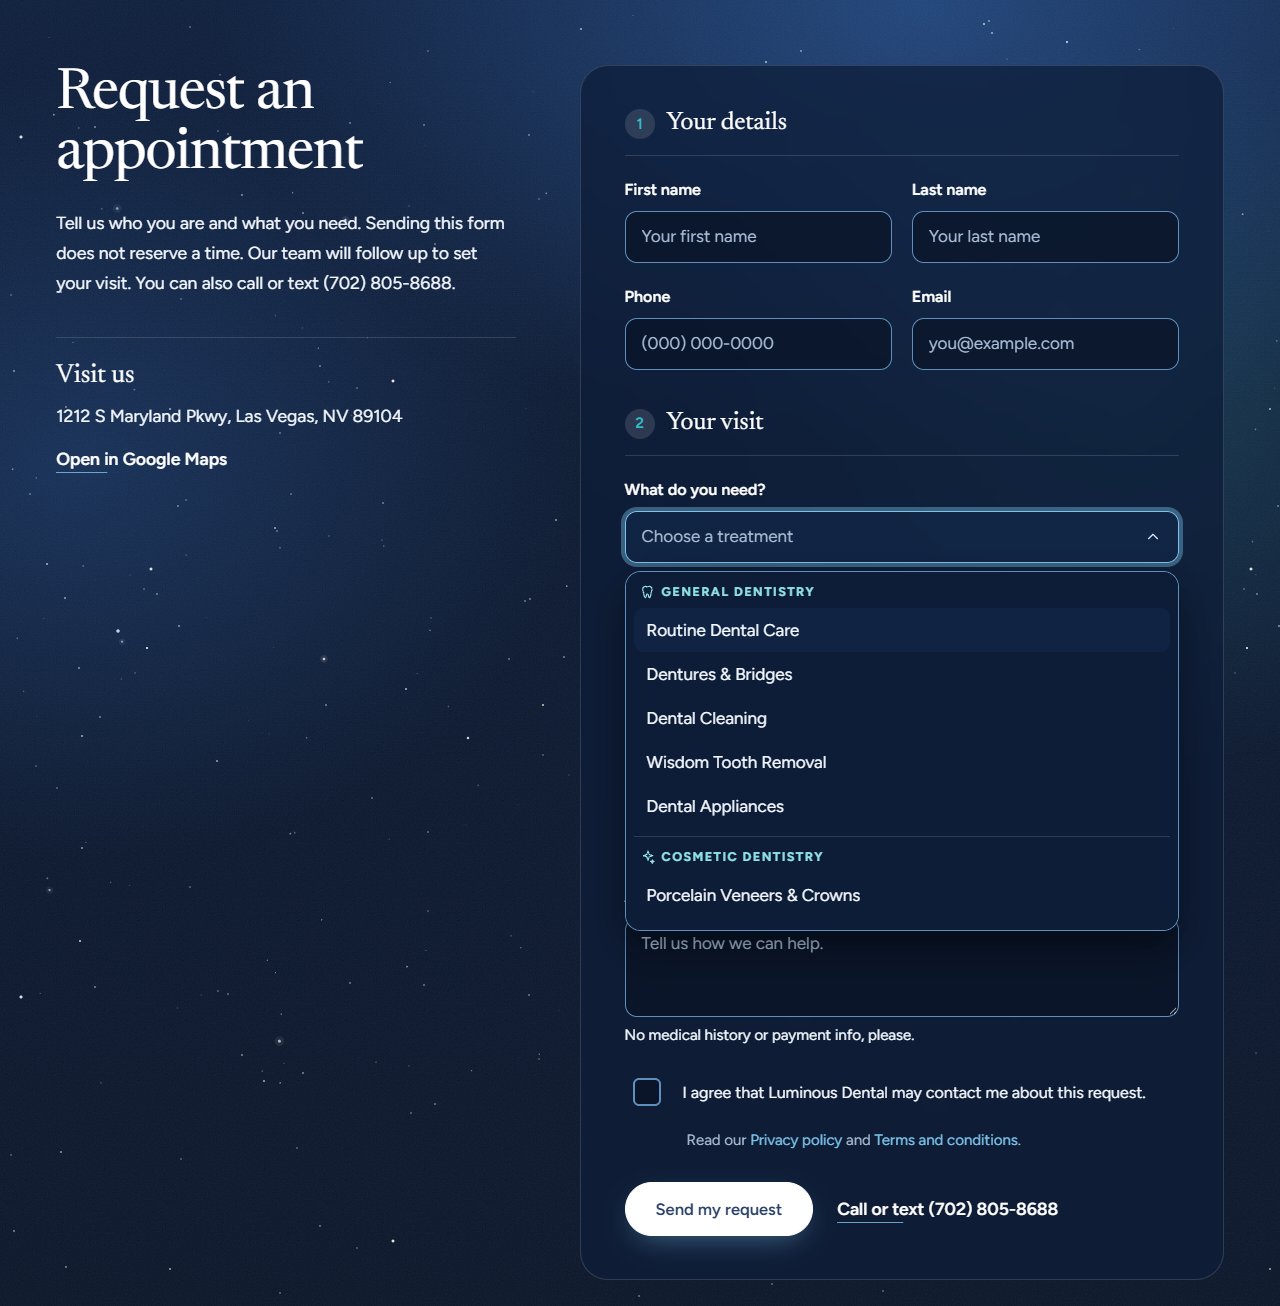 Request an
appointment
Tell us who you are and what you need. Sending this form
does not reserve a time. Our team will follow up to set
your visit. You can also call or text (702) 805-8688.
Visit us
1212 S Maryland Pkwy, Las Vegas, NV 89104
Open in Google Maps
1 Your details
First name
Last name
Your first name
Your last name
Phone
Email
(000) 000-0000
you@example.com
2 Your visit
What do you need?
Choose a treatment
GENERAL DENTISTRY
Routine Dental Care
Dentures & Bridges
Dental Cleaning
Wisdom Tooth Removal
Dental Appliances
COSMETIC DENTISTRY
Porcelain Veneers & Crowns
Tell us how we can help.
No medical history or payment info, please.
I agree that Luminous Dental may contact me about this request.
Read our Privacy policy and Terms and conditions.
Send my request
Call or text (702) 805-8688